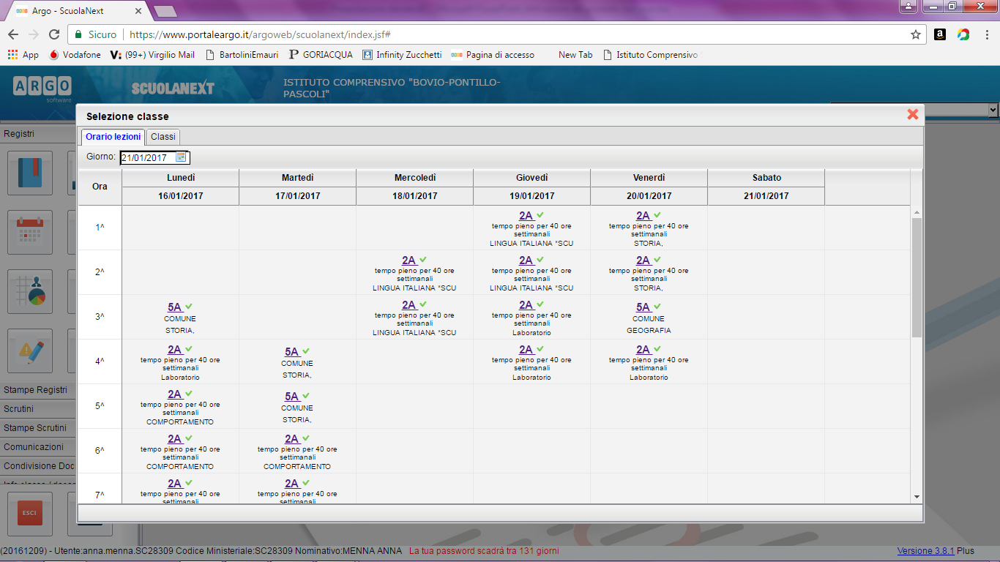 Argo - ScuolaNext
Sicuro https://www.portaleargo.it/argoweb/scuolanext/index.jsf#
App Vodafone (99+) Virgilio Mail BartoliniEmauri GORIACQUA Infinity Zucchetti Pagina di accesso New Tab Istituto Comprensivo
ARGO
software
SCUOLANEXT
ISTITUTO COMPRENSIVO "BOVIO-PONTILLO-
PASCOLI"
Selezione classe
Registri
Orario lezioni Classi
Giorno: 21/01/2017
Ora
Lunedì Martedì Mercoledì Giovedì Venerdì Sabato
16/01/2017 17/01/2017 18/01/2017 19/01/2017 20/01/2017 21/01/2017
1^
2A 2A
tempo pieno per 40 ore tempo pieno per 40 ore
settimanali settimanali
LINGUA ITALIANA "SCU STORIA,
2^
2A 2A 2A
tempo pieno per 40 ore tempo pieno per 40 ore tempo pieno per 40 ore
settimanali settimanali settimanali
LINGUA ITALIANA "SCU LINGUA ITALIANA "SCU STORIA,
3^
5A 2A 2A 5A
COMUNE tempo pieno per 40 ore tempo pieno per 40 ore COMUNE
settimanali settimanali
STORIA, LINGUA ITALIANA "SCU Laboratorio GEOGRAFIA
4^
2A 5A 2A 2A
tempo pieno per 40 ore COMUNE tempo pieno per 40 ore tempo pieno per 40 ore
settimanali settimanali settimanali
Laboratorio STORIA, Laboratorio Laboratorio
Stampe Registri
5^
2A 5A
tempo pieno per 40 ore COMUNE
settimanali
COMPORTAMENTO STORIA,
Scrutini
Stampe Scrutini
Comunicazioni
Condivisione Doc
6^
2A 2A
tempo pieno per 40 ore tempo pieno per 40 ore
settimanali settimanali
COMPORTAMENTO COMPORTAMENTO
7^
2A 2A
tempo pieno per 40 ore tempo pieno per 40 ore
settimanali settimanali
ESCI
(20161209) - Utente:anna.menna.SC28309 Codice Ministeriale:SC28309 Nominativo:MENNA ANNA La tua password scadrà tra 131 giorni Versione 3.8.1 Plus